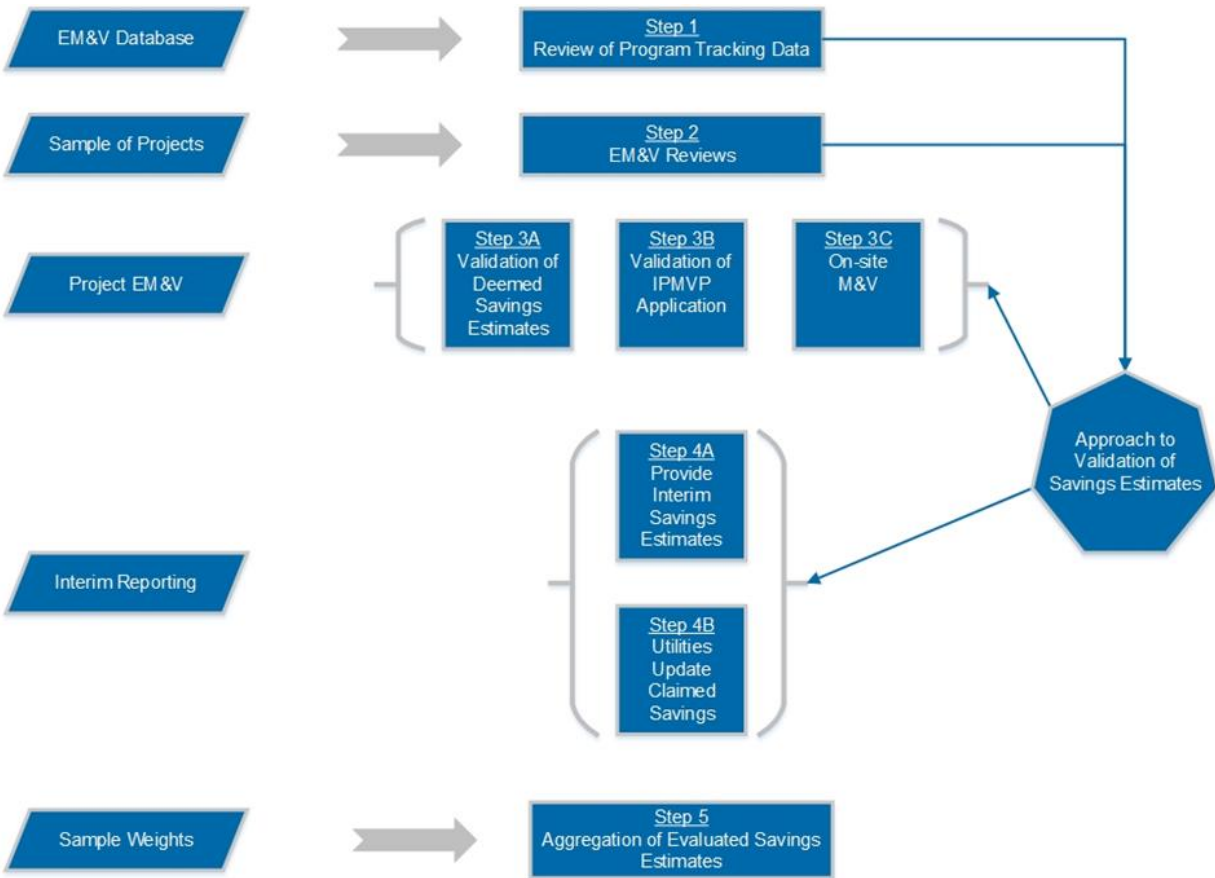 EM&V Database
Step 1
Review of Program Tracking Data
Sample of Projects
Step 2
EM&V Reviews
Project EM&V
Step 3A
Validation of
Deemed
Savings
Estimates
Step 3B
Validation of
IPMVP
Application
Step 3C
On-site
M&V
Approach to
Validation of
Savings Estimates
Interim Reporting
Step 4A
Provide
Interim
Savings
Estimates
Step 4B
Utilities
Update
Claimed
Savings
Sample Weights
Step 5
Aggregation of Evaluated Savings
Estimates